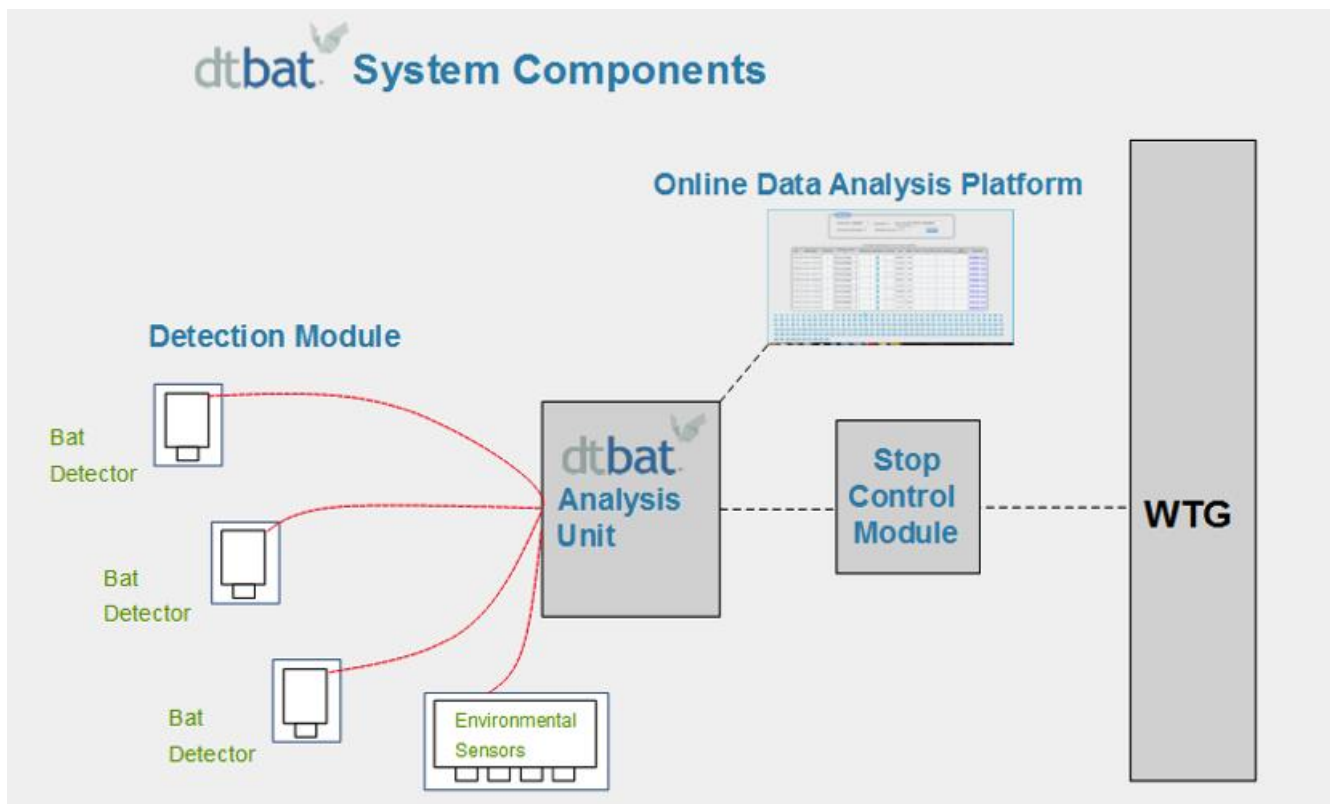 dtbat. System Components
Online Data Analysis Platform
Detection Module
Bat
Detector
Bat
Detector
Bat
Detector
Environmental
Sensors
dtbat.
Analysis
Unit
Stop
Control
Module
WTG